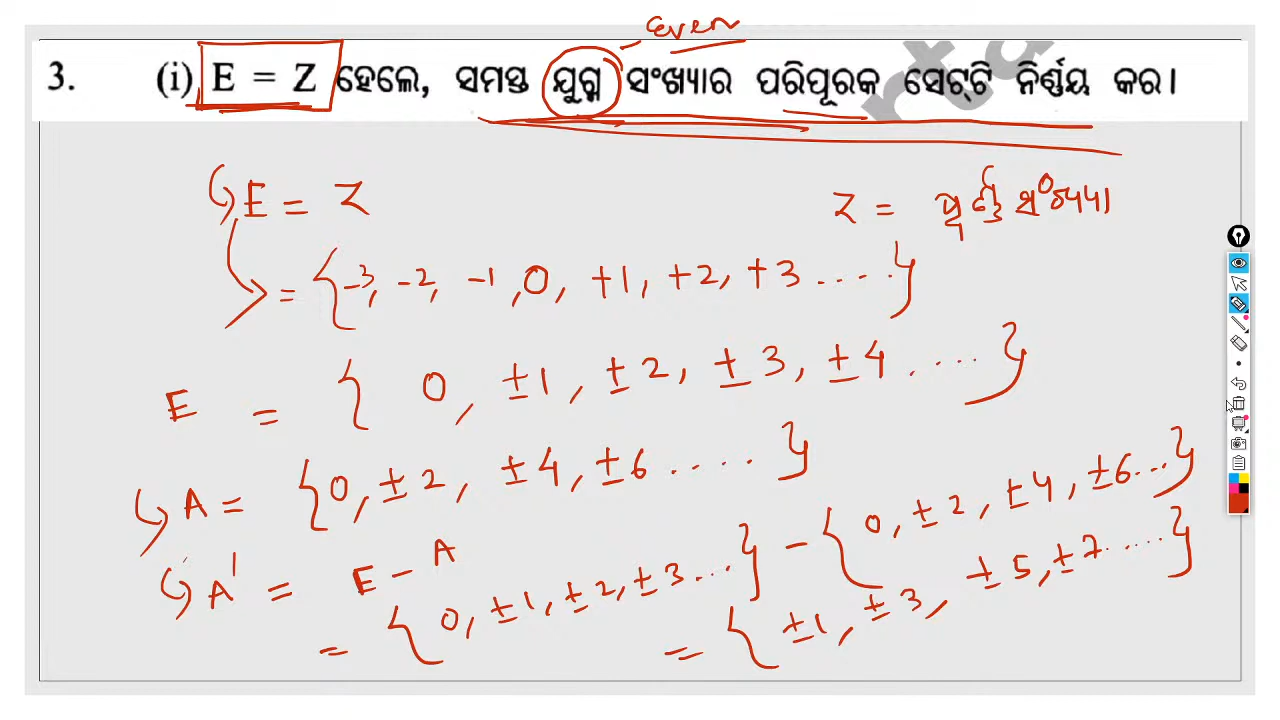 Even
3. (i) E = Z ହେଲେ, ସମସ୍ତ ଯୁଗ୍ମ ସଂଖ୍ୟାର ପରିପୂରକ ସେଟ୍‌ଟି ନିର୍ଣ୍ଣୟ କର।
E = Z
Z = ପୂର୍ଣ୍ଣ ସଂଖ୍ୟା
= {-3, -2, -1, 0, +1, +2, +3 .....}
E = { 0, ±1, ±2, ±3, ±4, ....}
A = {0, ±2, ±4, ±6 .....}
A' = E - A
= {0, ±1, ±2, ±3...} - {0, ±2, ±4, ±6...}
= {±1, ±3, ±5, ±7.....}